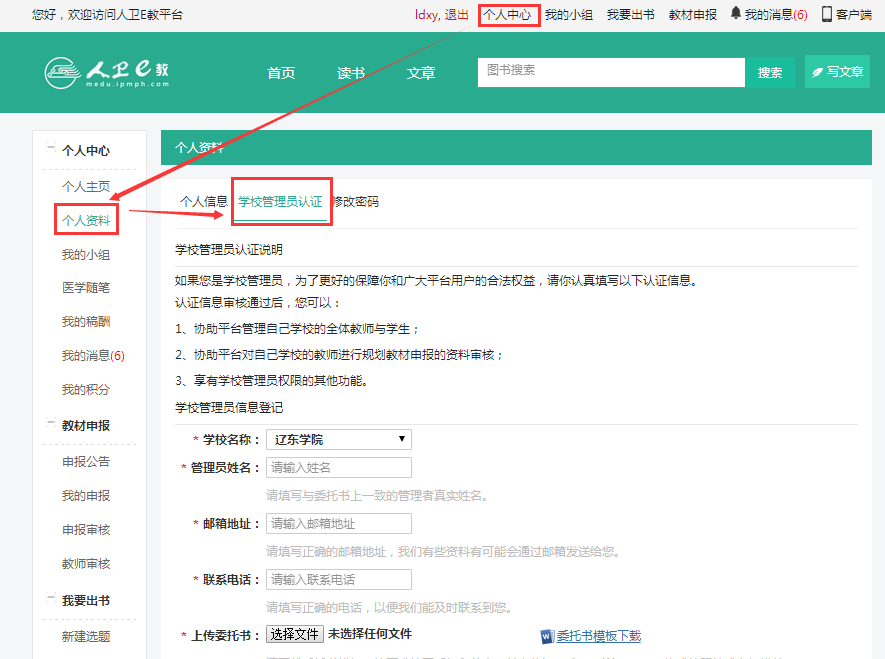 您好，欢迎访问人卫E教平台
ldxy, 退出 个人中心 我的小组 我要出书 教材申报 我的消息(6) 客户端
人卫e教
medu.ipmph.com
首页 读书 文章 图书搜索 搜索 写文章
个人中心
个人主页
个人资料
我的小组
医学随笔
我的稿酬
我的消息(6)
我的积分
教材申报
申报公告
我的申报
申报审核
教师审核
我要出书
新建选题
个人资料
个人信息 学校管理员认证 修改密码
学校管理员认证说明
如果您是学校管理员，为了更好的保障你和广大平台用户的合法权益，请你认真填写以下认证信息。
认证信息审核通过后，您可以：
1、协助平台管理自己学校的全体教师与学生；
2、协助平台对自己学校的教师进行规划教材申报的资料审核；
3、享有学校管理员权限的其他功能。
学校管理员信息登记
* 学校名称： 辽东学院 ▼
* 管理员姓名： 请输入姓名
请填写与委托书上一致的管理者真实姓名。
* 邮箱地址： 请输入邮箱地址
请填写正确的邮箱地址，我们有些资料有可能会通过邮箱发送给您。
* 联系电话： 请输入联系电话
请填写正确的电话，以便我们能及时联系到您。
* 上传委托书： 选择文件 未选择任何文件 委托书模板下载